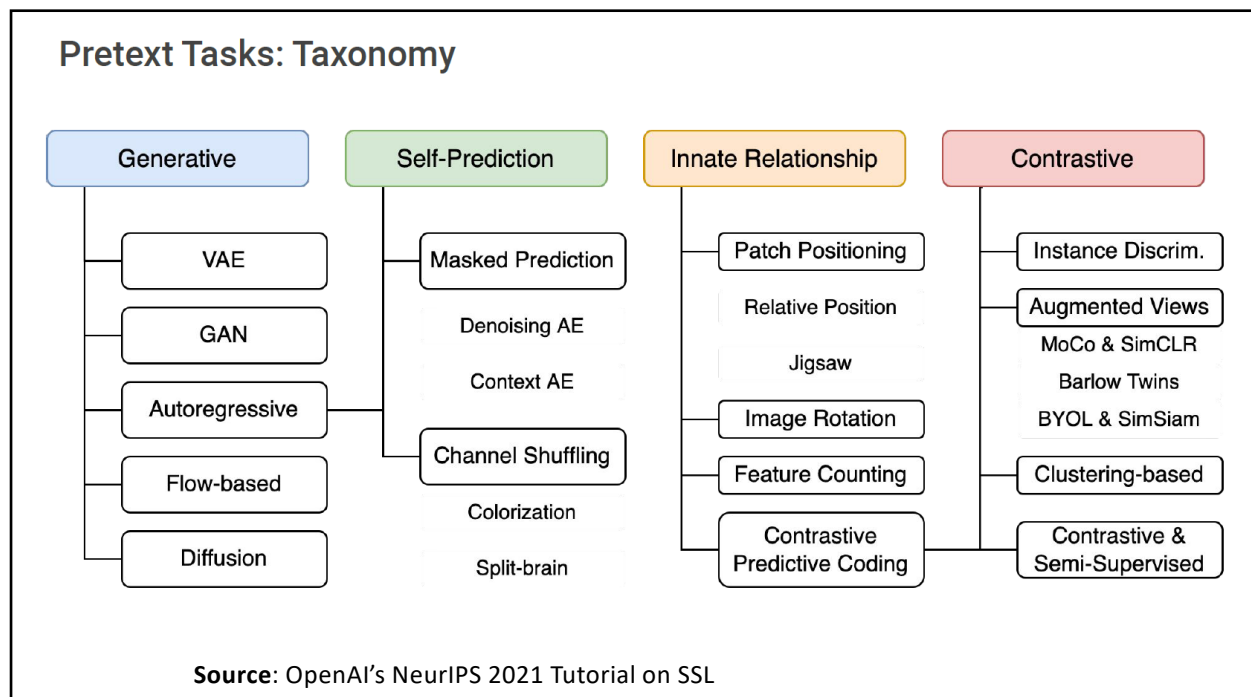 Pretext Tasks: Taxonomy
Generative
VAE
GAN
Autoregressive
Flow-based
Diffusion
Self-Prediction
Masked Prediction
Denoising AE
Context AE
Channel Shuffling
Colorization
Split-brain
Innate Relationship
Patch Positioning
Relative Position
Jigsaw
Image Rotation
Feature Counting
Contrastive
Predictive Coding
Contrastive
Instance Discrim.
Augmented Views
MoCo & SimCLR
Barlow Twins
BYOL & SimSiam
Clustering-based
Contrastive &
Semi-Supervised
Source: OpenAI's NeurIPS 2021 Tutorial on SSL